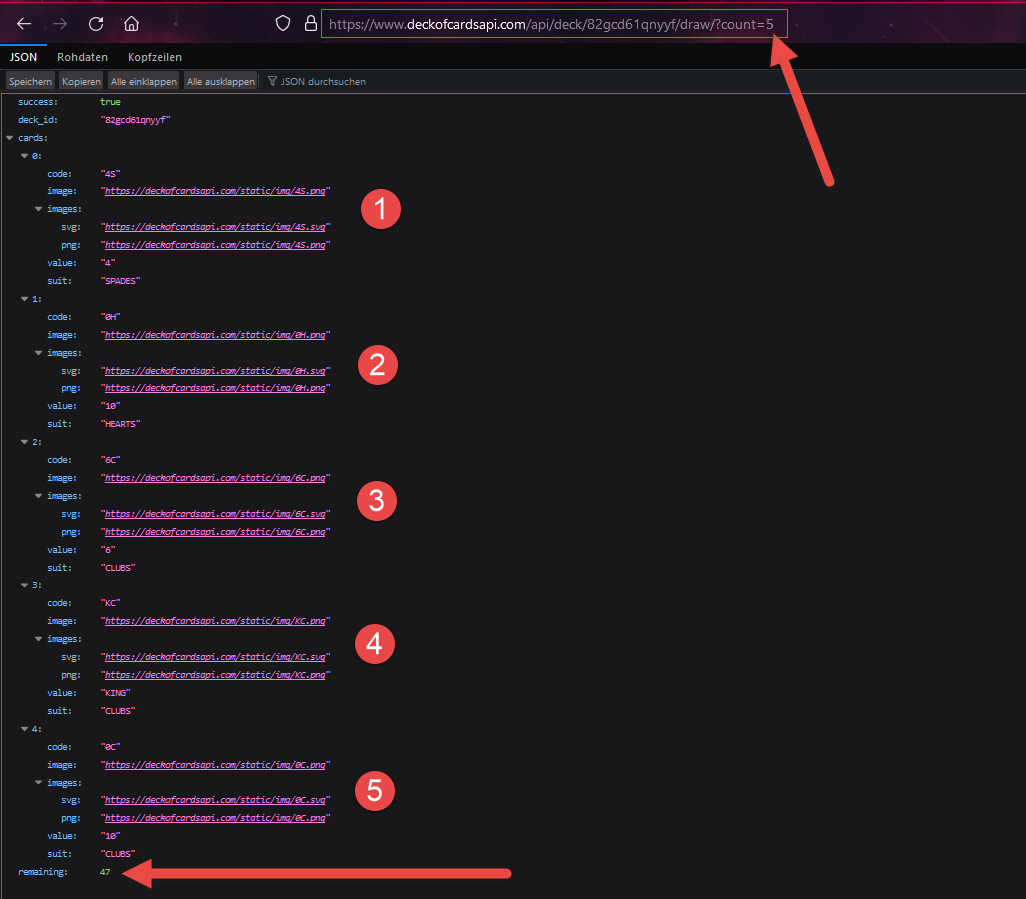 https://www.deckofcardsapi.com/api/deck/82gcd61qnyyf/draw/?count=5
JSON Rohdaten Kopfzeilen
Speichern Kopieren Alle einklappen Alle ausklappen JSON durchsuchen
success: true
deck_id: "82gcd61qnyyf"
cards:
0:
code: "4S"
image: "https://deckofcardsapi.com/static/img/4S.png"
1
images:
svg: "https://deckofcardsapi.com/static/img/4S.svg"
png: "https://deckofcardsapi.com/static/img/4S.png"
value: "4"
suit: "SPADES"
1:
code: "0H"
image: "https://deckofcardsapi.com/static/img/0H.png"
images:
2
svg: "https://deckofcardsapi.com/static/img/0H.svg"
png: "https://deckofcardsapi.com/static/img/0H.png"
value: "10"
suit: "HEARTS"
2:
code: "6C"
image: "https://deckofcardsapi.com/static/img/6C.png"
images:
3
svg: "https://deckofcardsapi.com/static/img/6C.svg"
png: "https://deckofcardsapi.com/static/img/6C.png"
value: "6"
suit: "CLUBS"
3:
code: "KC"
image: "https://deckofcardsapi.com/static/img/KC.png"
images:
4
svg: "https://deckofcardsapi.com/static/img/KC.svg"
png: "https://deckofcardsapi.com/static/img/KC.png"
value: "KING"
suit: "CLUBS"
4:
code: "0C"
image: "https://deckofcardsapi.com/static/img/0C.png"
images:
5
svg: "https://deckofcardsapi.com/static/img/0C.svg"
png: "https://deckofcardsapi.com/static/img/0C.png"
value: "10"
suit: "CLUBS"
remaining: 47